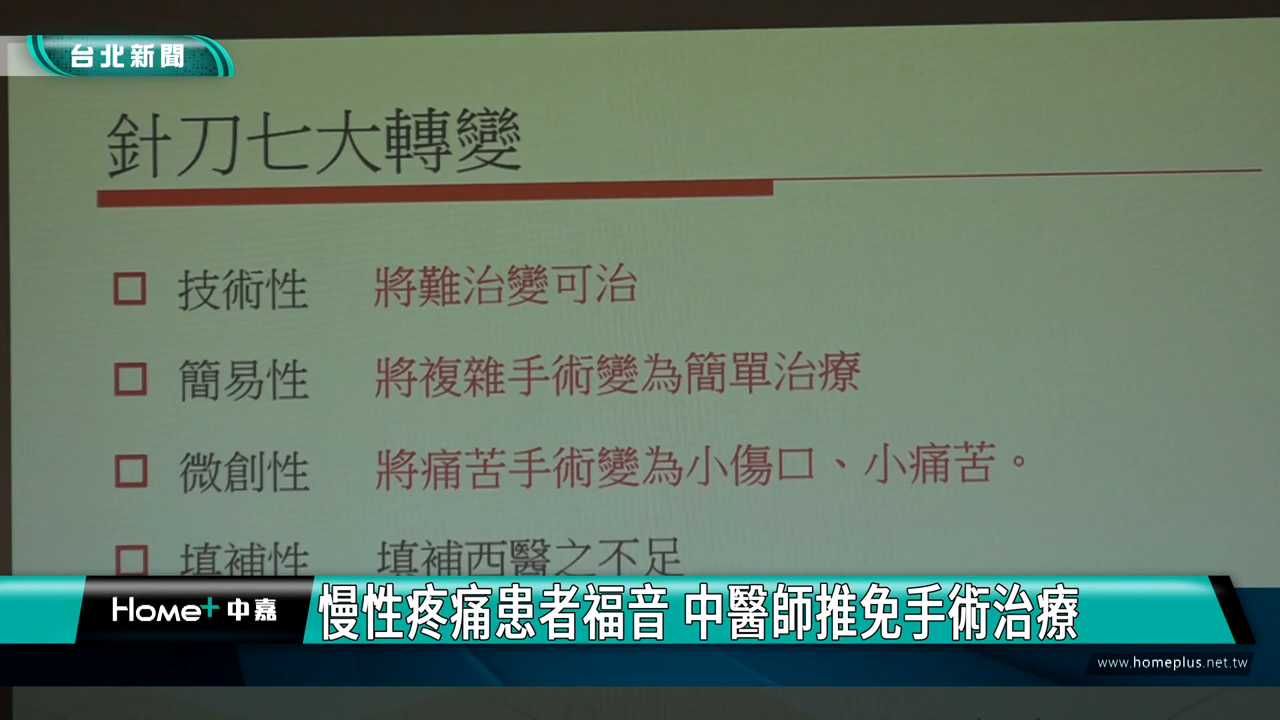 台北新聞
針刀七大轉變
技術性 將難治變可治
簡易性 將複雜手術變為簡單治療
微創性 將痛苦手術變為小傷口、小痛苦。
填補性 填補西醫之不足
Home+中嘉 慢性疼痛患者福音 中醫師推免手術治療
www.homeplus.net.tw